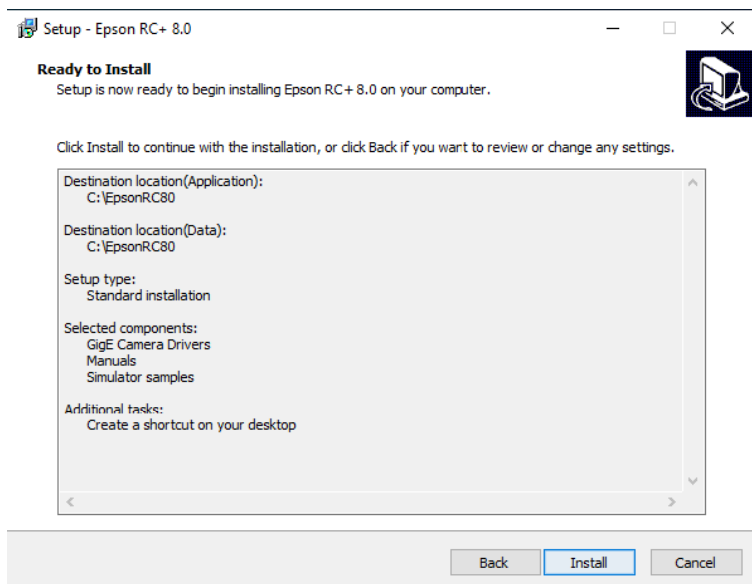 Setup - Epson RC+ 8.0
Ready to Install
Setup is now ready to begin installing Epson RC+ 8.0 on your computer.
Click Install to continue with the installation, or click Back if you want to review or change any settings.
Destination location(Application):
C:\EpsonRC80
Destination location(Data):
C:\EpsonRC80
Setup type:
Standard installation
Selected components:
GigE Camera Drivers
Manuals
Simulator samples
Additional tasks:
Create a shortcut on your desktop
Back Install Cancel